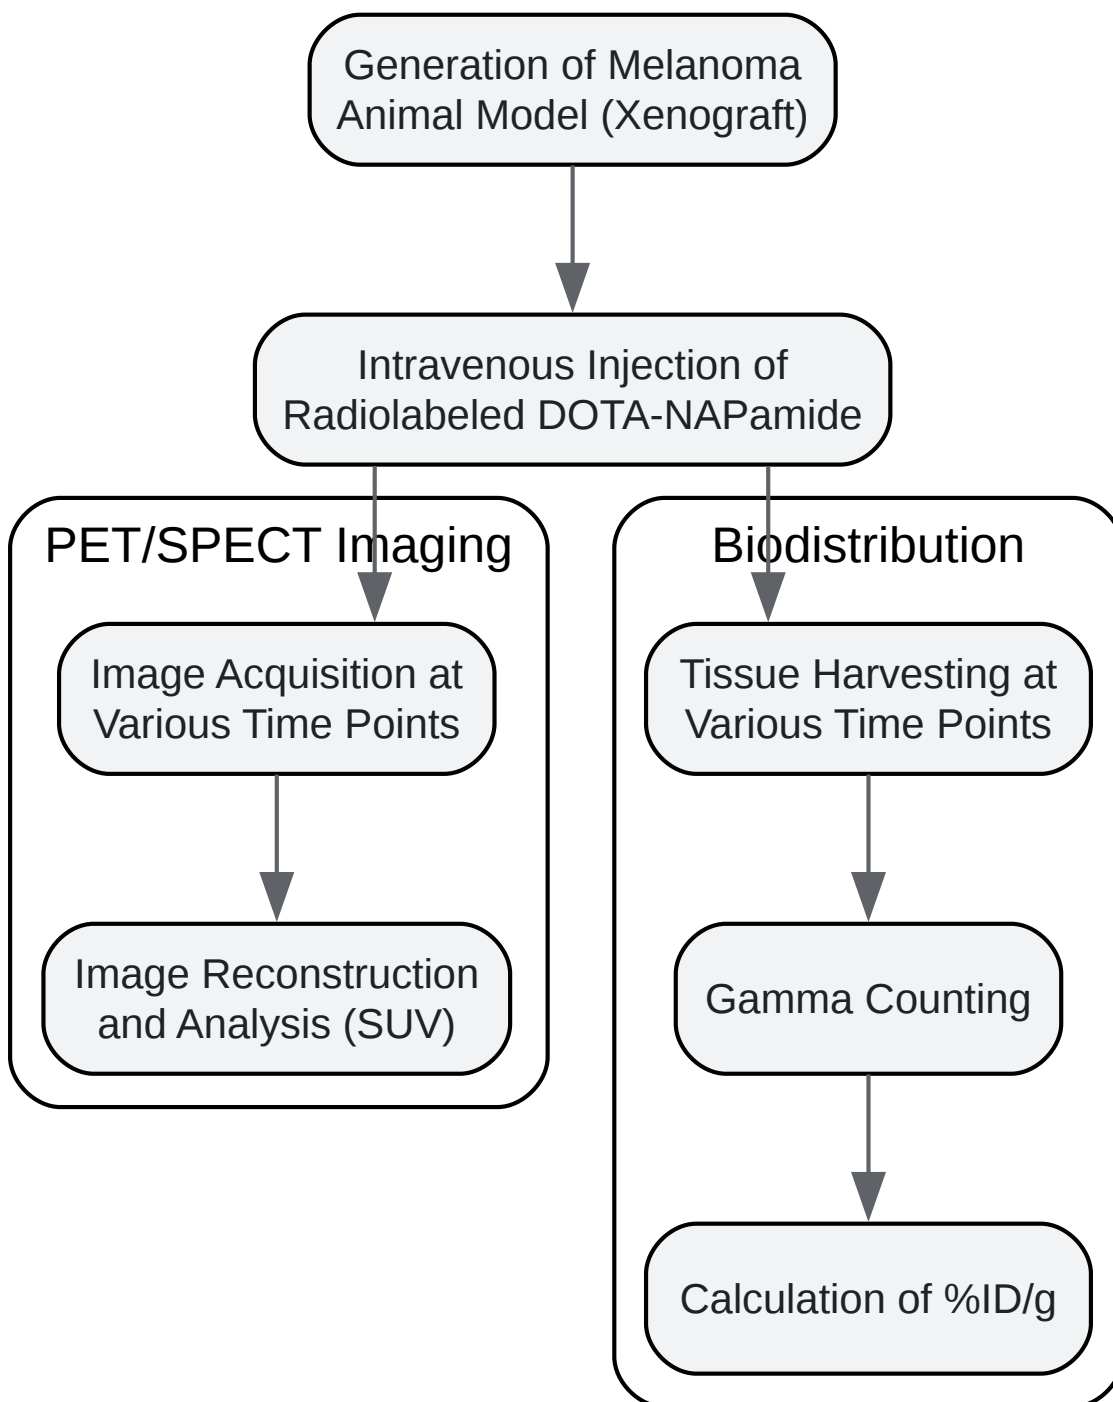 Generation of Melanoma
Animal Model (Xenograft)
Intravenous Injection of
Radiolabeled DOTA-NAPamide
PET/SPECT Imaging
Image Acquisition at
Various Time Points
Image Reconstruction
and Analysis (SUV)
Biodistribution
Tissue Harvesting at
Various Time Points
Gamma Counting
Calculation of %ID/g